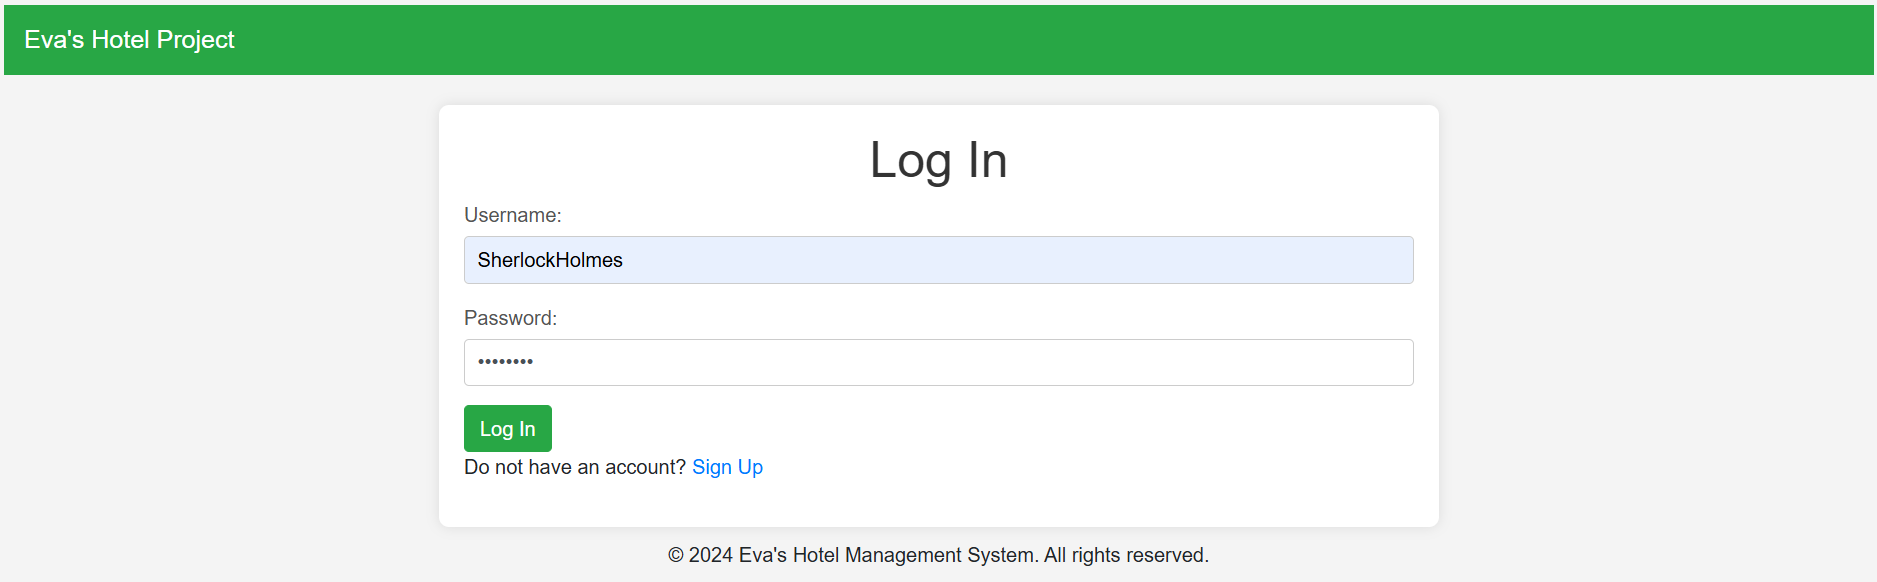 Eva's Hotel Project
Log In
Username:
SherlockHolmes
Password:
••••••••
Log In
Do not have an account? Sign Up
© 2024 Eva's Hotel Management System. All rights reserved.